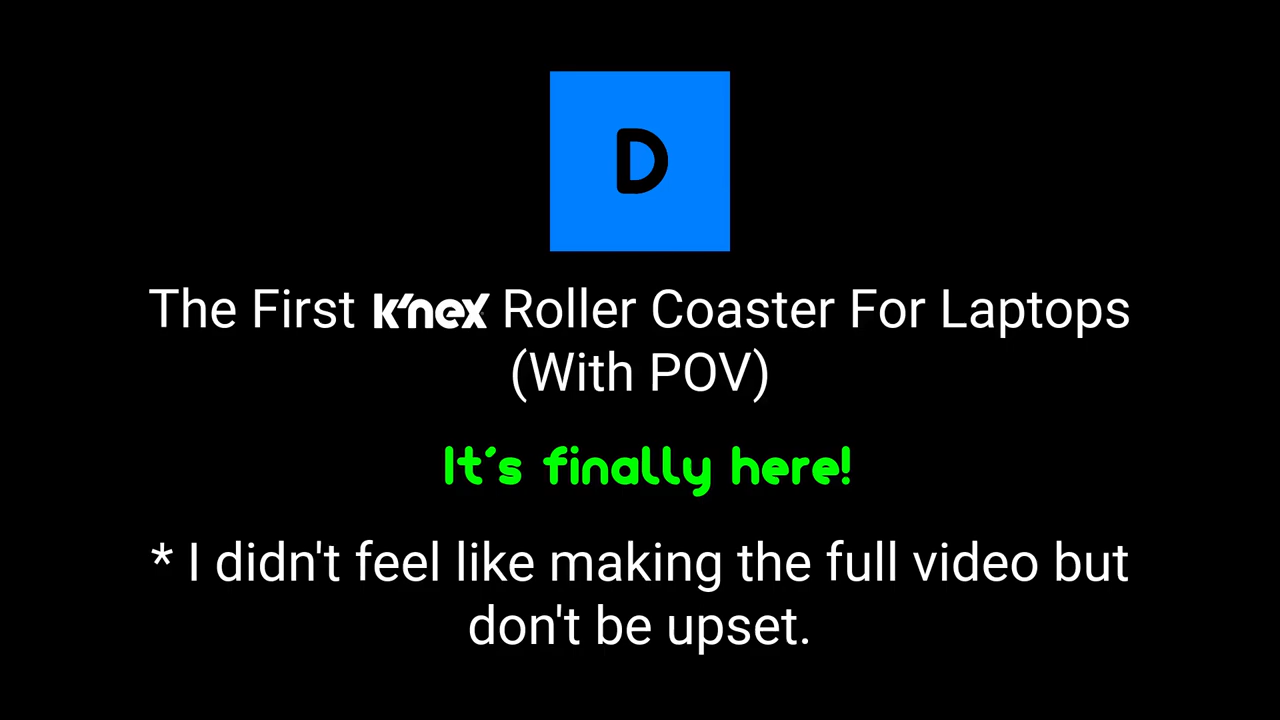 D
The First K'nex Roller Coaster For Laptops
(With POV)
It's finally here!
* I didn't feel like making the full video but
don't be upset.